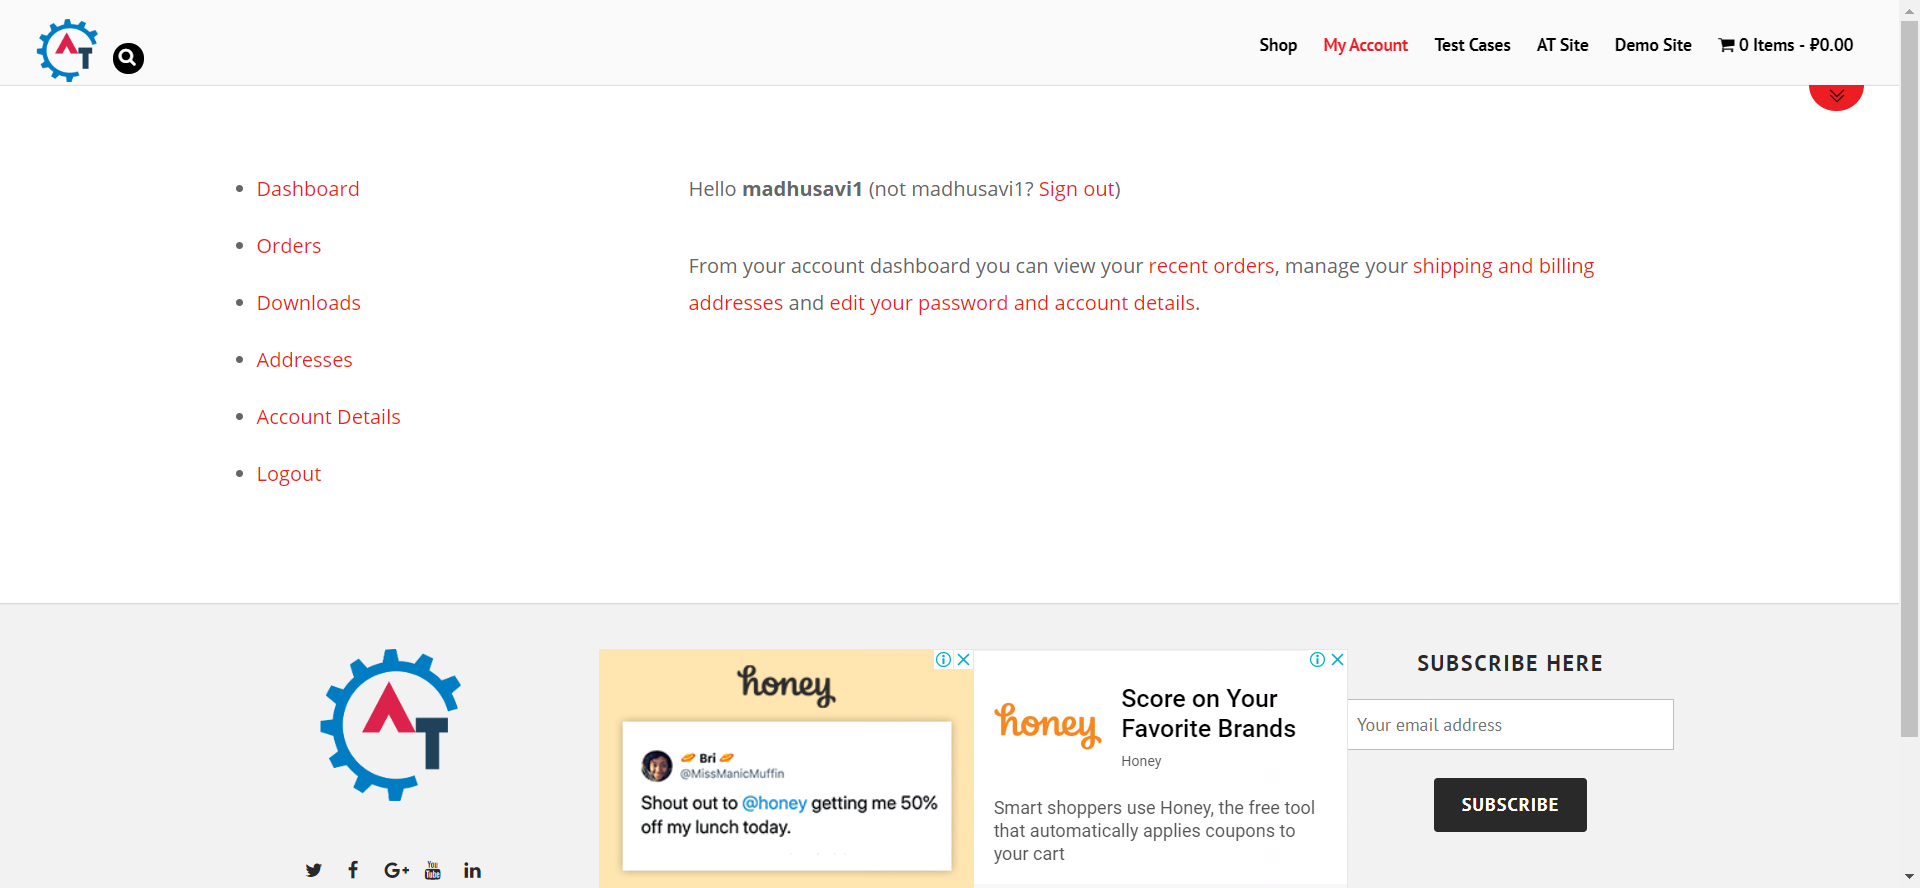 AT
Shop My Account Test Cases AT Site Demo Site 0 Items - ₽0.00
Dashboard
Orders
Downloads
Addresses
Account Details
Logout
Hello madhusavi1 (not madhusavi1? Sign out)
From your account dashboard you can view your recent orders, manage your shipping and billing
addresses and edit your password and account details.
AT
honey
Bri
@MissManicMuffin
Shout out to @honey getting me 50%
off my lunch today.
honey
Score on Your
Favorite Brands
Honey
Smart shoppers use Honey, the free tool
that automatically applies coupons to
your cart
SUBSCRIBE HERE
Your email address
SUBSCRIBE
G+ You Tube in